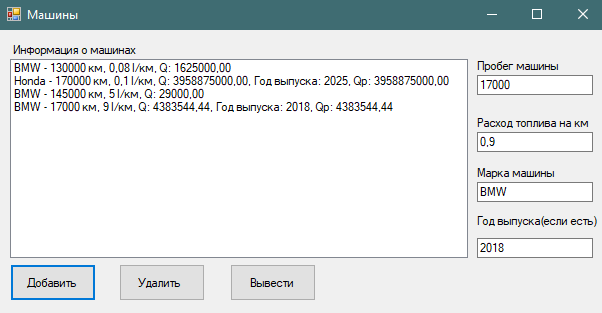 Машины
Информация о машинах
BMW - 130000 км, 0,08 l/км, Q: 1625000,00
Honda - 170000 км, 0,1 l/км, Q: 3958875000,00, Год выпуска: 2025, Qp: 3958875000,00
BMW - 145000 км, 5 l/км, Q: 29000,00
BMW - 17000 км, 9 l/км, Q: 4383544,44, Год выпуска: 2018, Qp: 4383544,44
Пробег машины
17000
Расход топлива на км
0,9
Марка машины
BMW
Год выпуска(если есть)
2018
Добавить
Удалить
Вывести